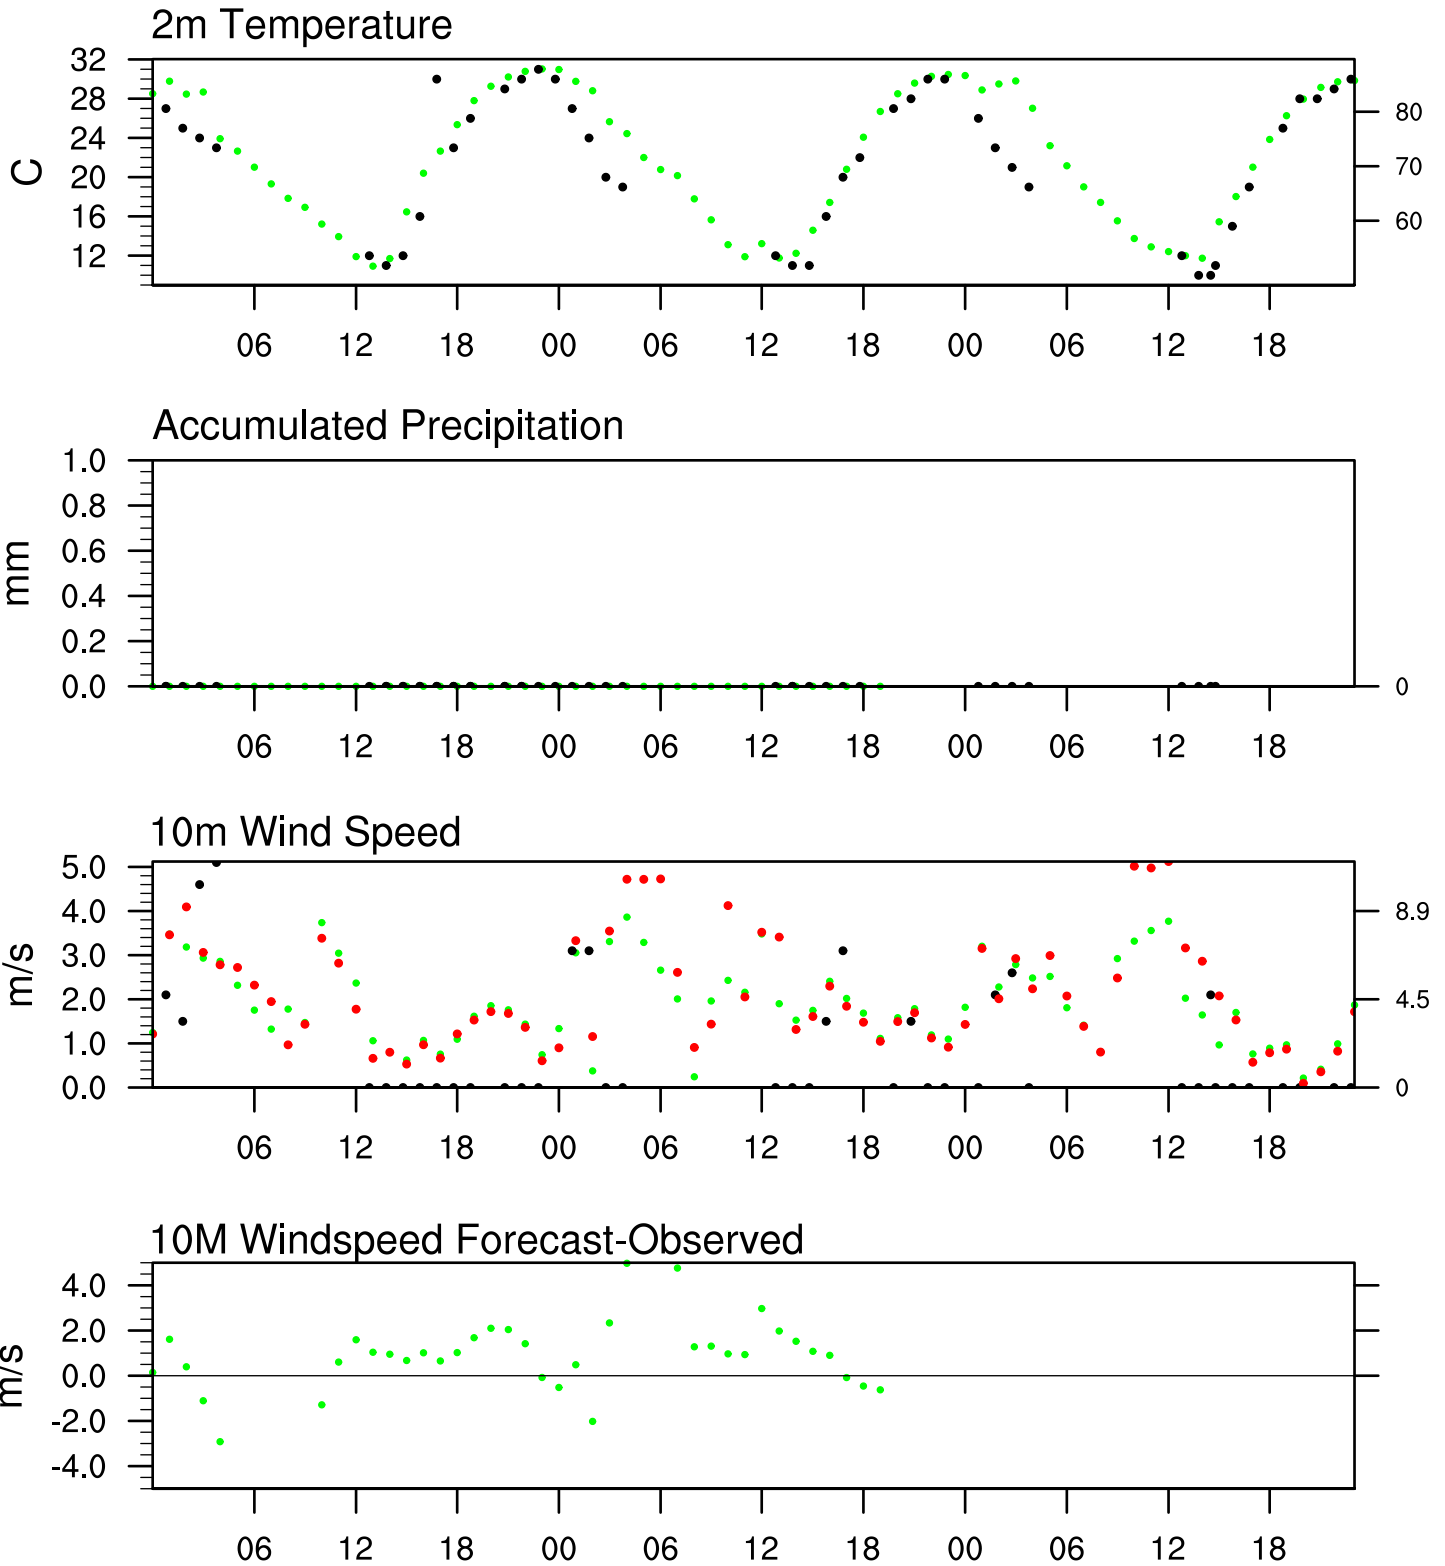 2m Temperature
32
28
24
20
16
12
C
80
70
60
06 12 18 00 06 12 18 00 06 12 18
Accumulated Precipitation
1.0
0.8
0.6
0.4
0.2
0.0
mm
0
06 12 18 00 06 12 18 00 06 12 18
10m Wind Speed
5.0
4.0
3.0
2.0
1.0
0.0
m/s
8.9
4.5
0
06 12 18 00 06 12 18 00 06 12 18
10M Windspeed Forecast-Observed
4.0
2.0
0.0
-2.0
-4.0
m/s
06 12 18 00 06 12 18 00 06 12 18